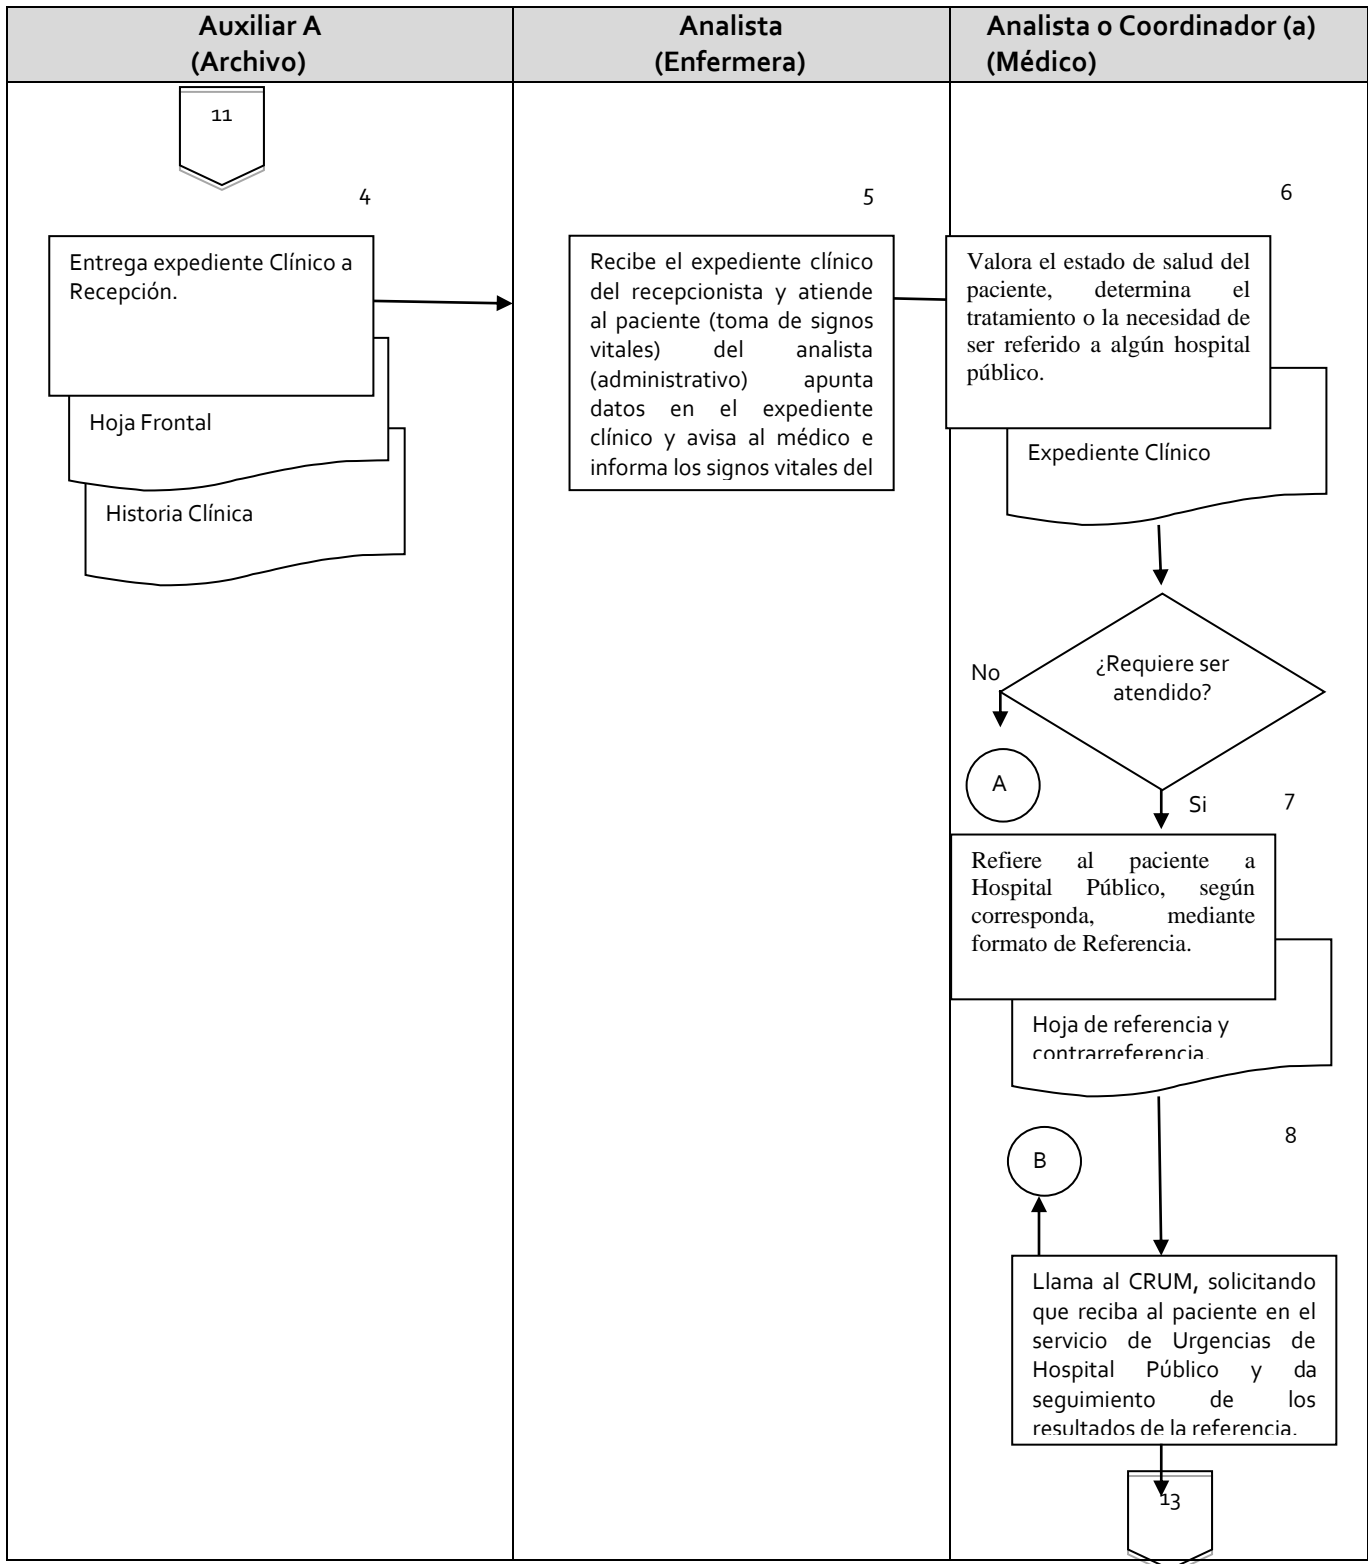 Auxiliar A
(Archivo)
Analista
(Enfermera)
Analista o Coordinador (a)
(Médico)
11
4
Entrega expediente Clínico a
Recepción.
Hoja Frontal
Historia Clínica
5
Recibe el expediente clínico
del recepcionista y atiende
al paciente (toma de signos
vitales) del analista
(administrativo) apunta
datos en el expediente
clínico y avisa al médico e
informa los signos vitales del
6
Valora el estado de salud del
paciente, determina el
tratamiento o la necesidad de
ser referido a algún hospital
público.
Expediente Clínico
¿Requiere ser
atendido?
No
A
Si
7
Refiere al paciente a
Hospital Público, según
corresponda, mediante
formato de Referencia.
Hoja de referencia y
contrarreferencia.
8
B
Llama al CRUM, solicitando
que reciba al paciente en el
servicio de Urgencias de
Hospital Público y da
seguimiento de los
resultados de la referencia.
13